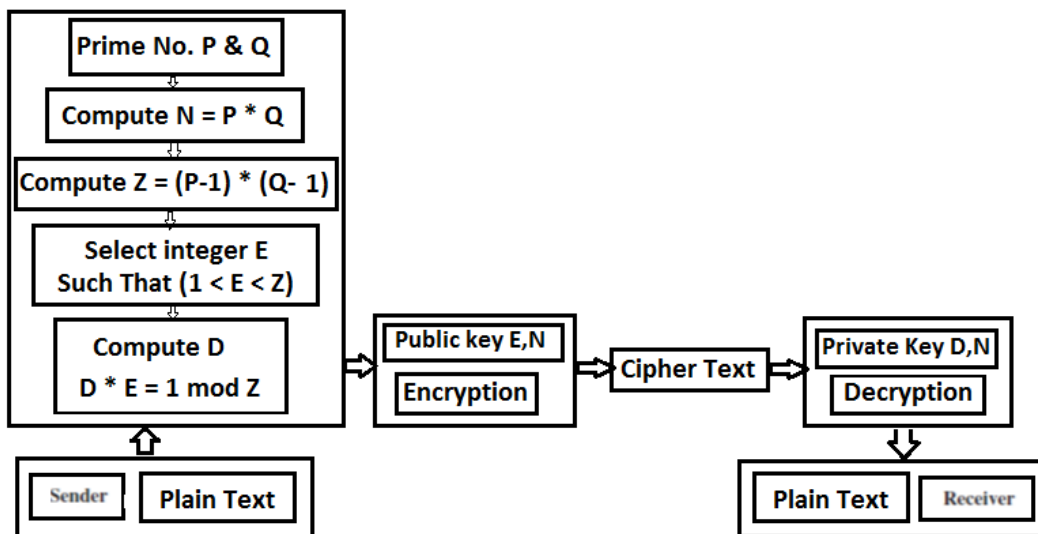 Prime No. P & Q
Compute N = P * Q
Compute Z = (P-1) * (Q- 1)
Select integer E
Such That (1 < E < Z)
Compute D
D * E = 1 mod Z
Sender
Plain Text
Public key E,N
Encryption
Cipher Text
Private Key D,N
Decryption
Plain Text
Receiver